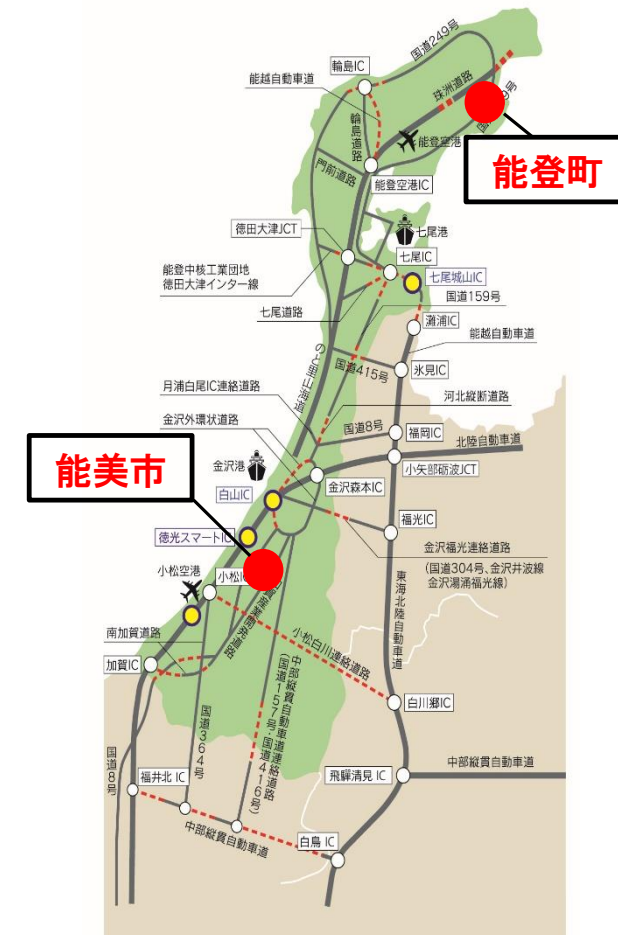 国道249号
輪島IC
能越自動車道
珠洲道路
輪島道路
能登空港
能登町
門前道路
能登空港IC
七尾港
徳田大津JCT
七尾IC
能登中核工業団地
徳田大津インター線
七尾城山IC
国道159号
七尾道路
灘浦IC
能越自動車道
のと里山海道
国道415号
氷見IC
月浦白尾IC連絡道路
河北縦断道路
金沢外環状道路
国道8号
福岡IC
北陸自動車道
能美市
金沢港
小矢部砺波JCT
金沢森本IC
白山IC
福光IC
徳光スマートIC
金沢福光連絡道路
(国道304号、金沢井波線
金沢湯涌福光線)
小松空港
小松IC
東海北陸自動車道
南加賀道路
小松白川連絡道路
加賀IC
中部縦貫自動車道連絡道路
(国道157号・国道416号)
白川郷IC
国道364号
国道8号
中部縦貫自動車道
福井北 IC
飛騨清見 IC
中部縦貫自動車道
白鳥 IC